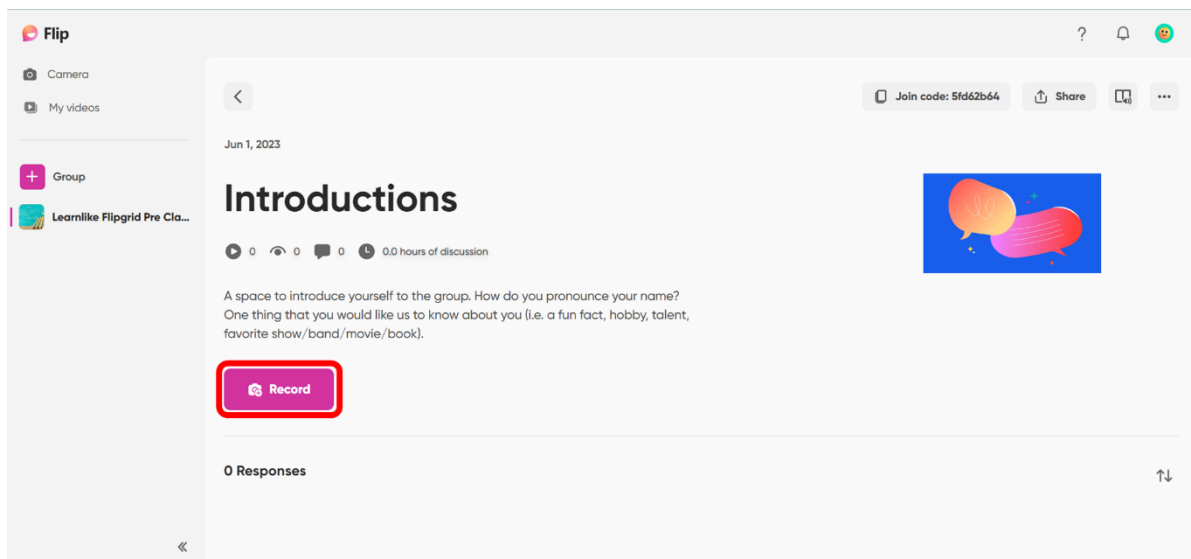 Flip
?
Camera
My videos
Join code: 5fd62b64
Share
Jun 1, 2023
Group
Introductions
Learnlike Flipgrid Pre Cla...
0 0 0 0.0 hours of discussion
A space to introduce yourself to the group. How do you pronounce your name?
One thing that you would like us to know about you (i.e. a fun fact, hobby, talent,
favorite show/band/movie/book).
Record
0 Responses